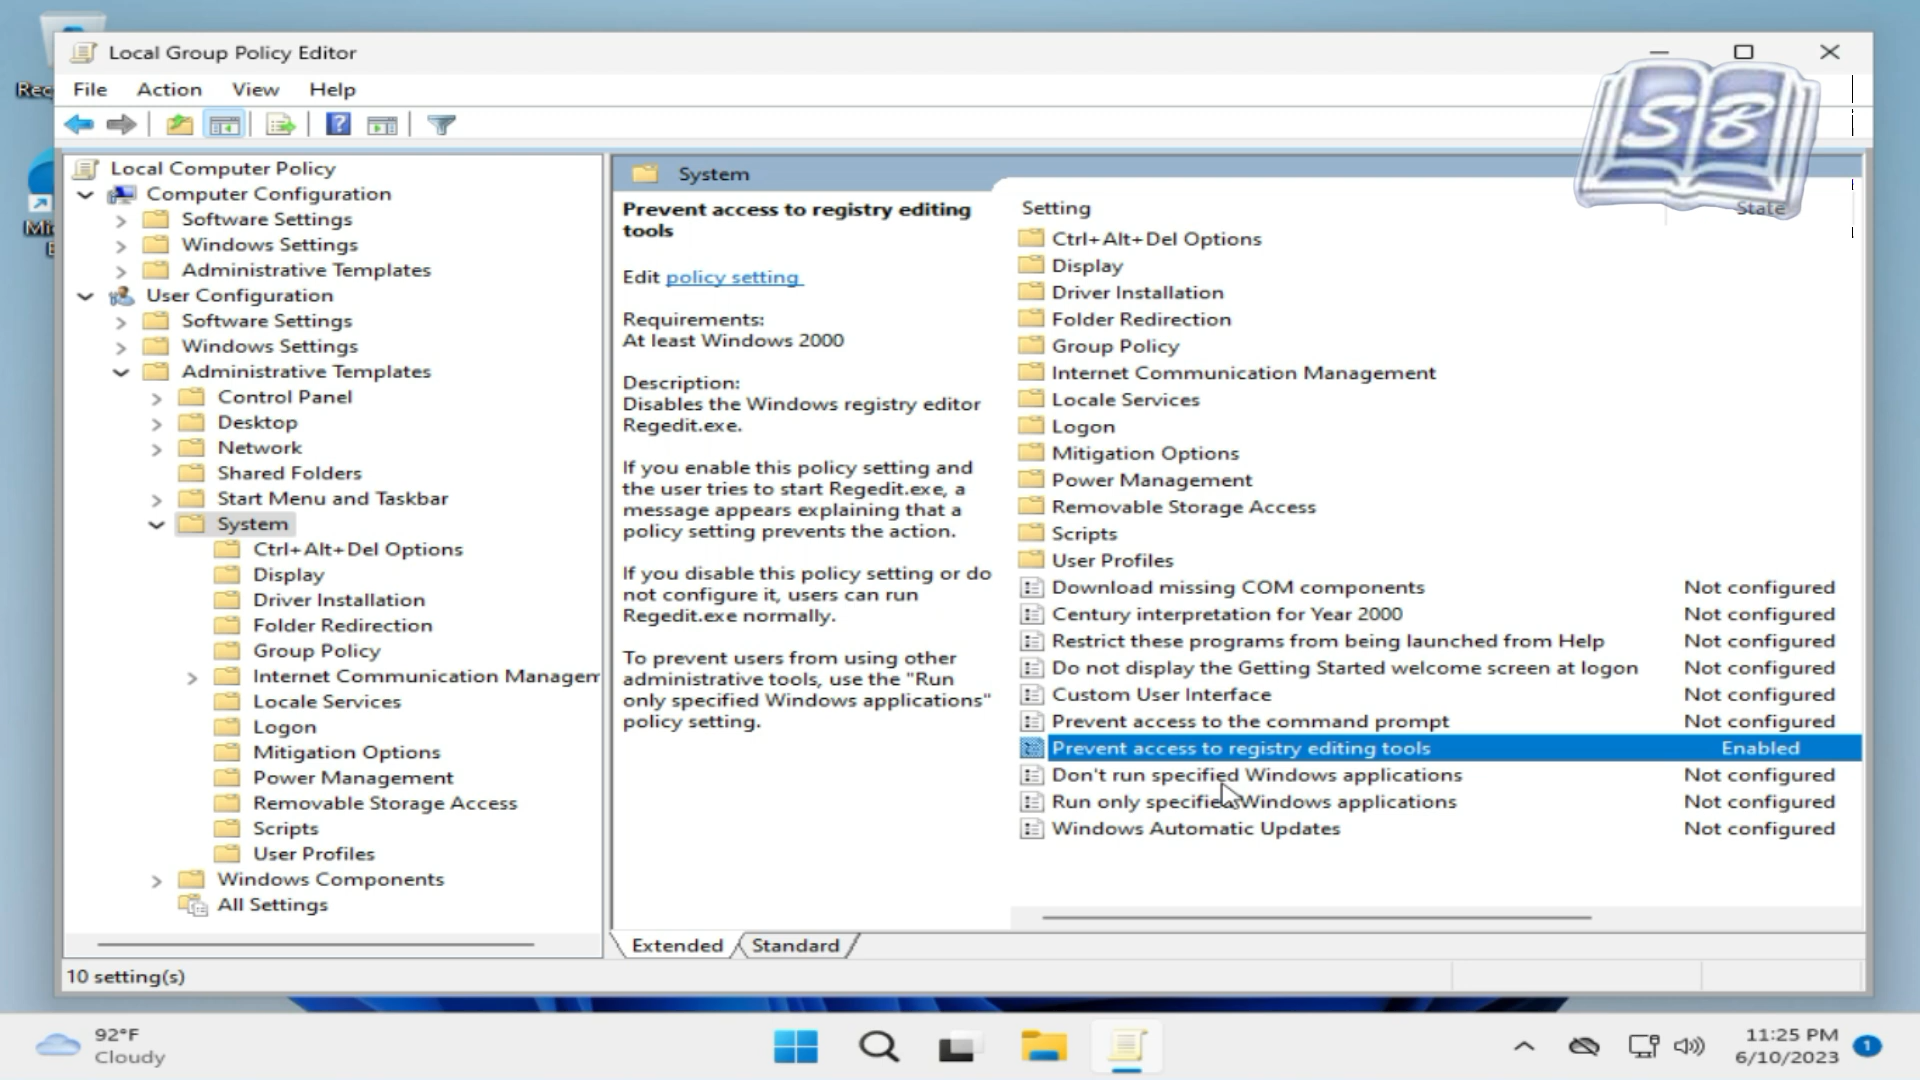 Local Group Policy Editor
File Action View Help
Local Computer Policy
Computer Configuration
Software Settings
Windows Settings
Administrative Templates
User Configuration
Software Settings
Windows Settings
Administrative Templates
Control Panel
Desktop
Network
Shared Folders
Start Menu and Taskbar
System
Ctrl+Alt+Del Options
Display
Driver Installation
Folder Redirection
Group Policy
Internet Communication Managem
Locale Services
Logon
Mitigation Options
Power Management
Removable Storage Access
Scripts
User Profiles
Windows Components
All Settings
System
Prevent access to registry editing
tools
Edit policy setting
Requirements:
At least Windows 2000
Description:
Disables the Windows registry editor
Regedit.exe.
If you enable this policy setting and
the user tries to start Regedit.exe, a
message appears explaining that a
policy setting prevents the action.
If you disable this policy setting or do
not configure it, users can run
Regedit.exe normally.
To prevent users from using other
administrative tools, use the "Run
only specified Windows applications"
policy setting.
Setting State
Ctrl+Alt+Del Options
Display
Driver Installation
Folder Redirection
Group Policy
Internet Communication Management
Locale Services
Logon
Mitigation Options
Power Management
Removable Storage Access
Scripts
User Profiles
Download missing COM components Not configured
Century interpretation for Year 2000 Not configured
Restrict these programs from being launched from Help Not configured
Do not display the Getting Started welcome screen at logon Not configured
Custom User Interface Not configured
Prevent access to the command prompt Not configured
Prevent access to registry editing tools Enabled
Don't run specified Windows applications Not configured
Run only specified Windows applications Not configured
Windows Automatic Updates Not configured
Extended Standard
10 setting(s)
SB
Rec
Mi
E
92°F
Cloudy
11:25 PM
6/10/2023
1